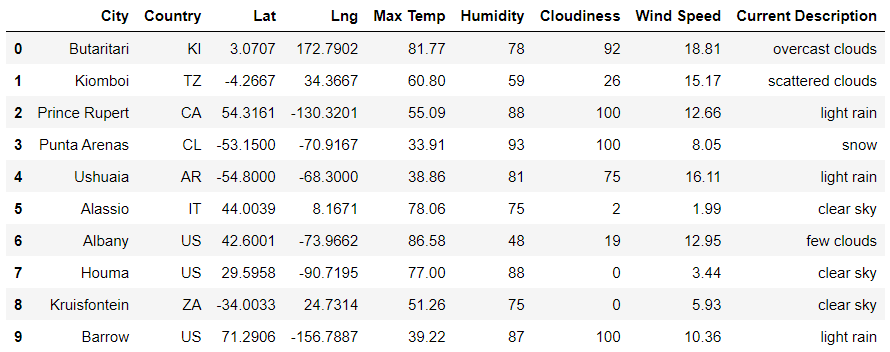 City Country Lat Lng Max Temp Humidity Cloudiness Wind Speed Current Description
0 Butaritari KI 3.0707 172.7902 81.77 78 92 18.81 overcast clouds
1 Kiomboi TZ -4.2667 34.3667 60.80 59 26 15.17 scattered clouds
2 Prince Rupert CA 54.3161 -130.3201 55.09 88 100 12.66 light rain
3 Punta Arenas CL -53.1500 -70.9167 33.91 93 100 8.05 snow
4 Ushuaia AR -54.8000 -68.3000 38.86 81 75 16.11 light rain
5 Alassio IT 44.0039 8.1671 78.06 75 2 1.99 clear sky
6 Albany US 42.6001 -73.9662 86.58 48 19 12.95 few clouds
7 Houma US 29.5958 -90.7195 77.00 88 0 3.44 clear sky
8 Kruisfontein ZA -34.0033 24.7314 51.26 75 0 5.93 clear sky
9 Barrow US 71.2906 -156.7887 39.22 87 100 10.36 light rain